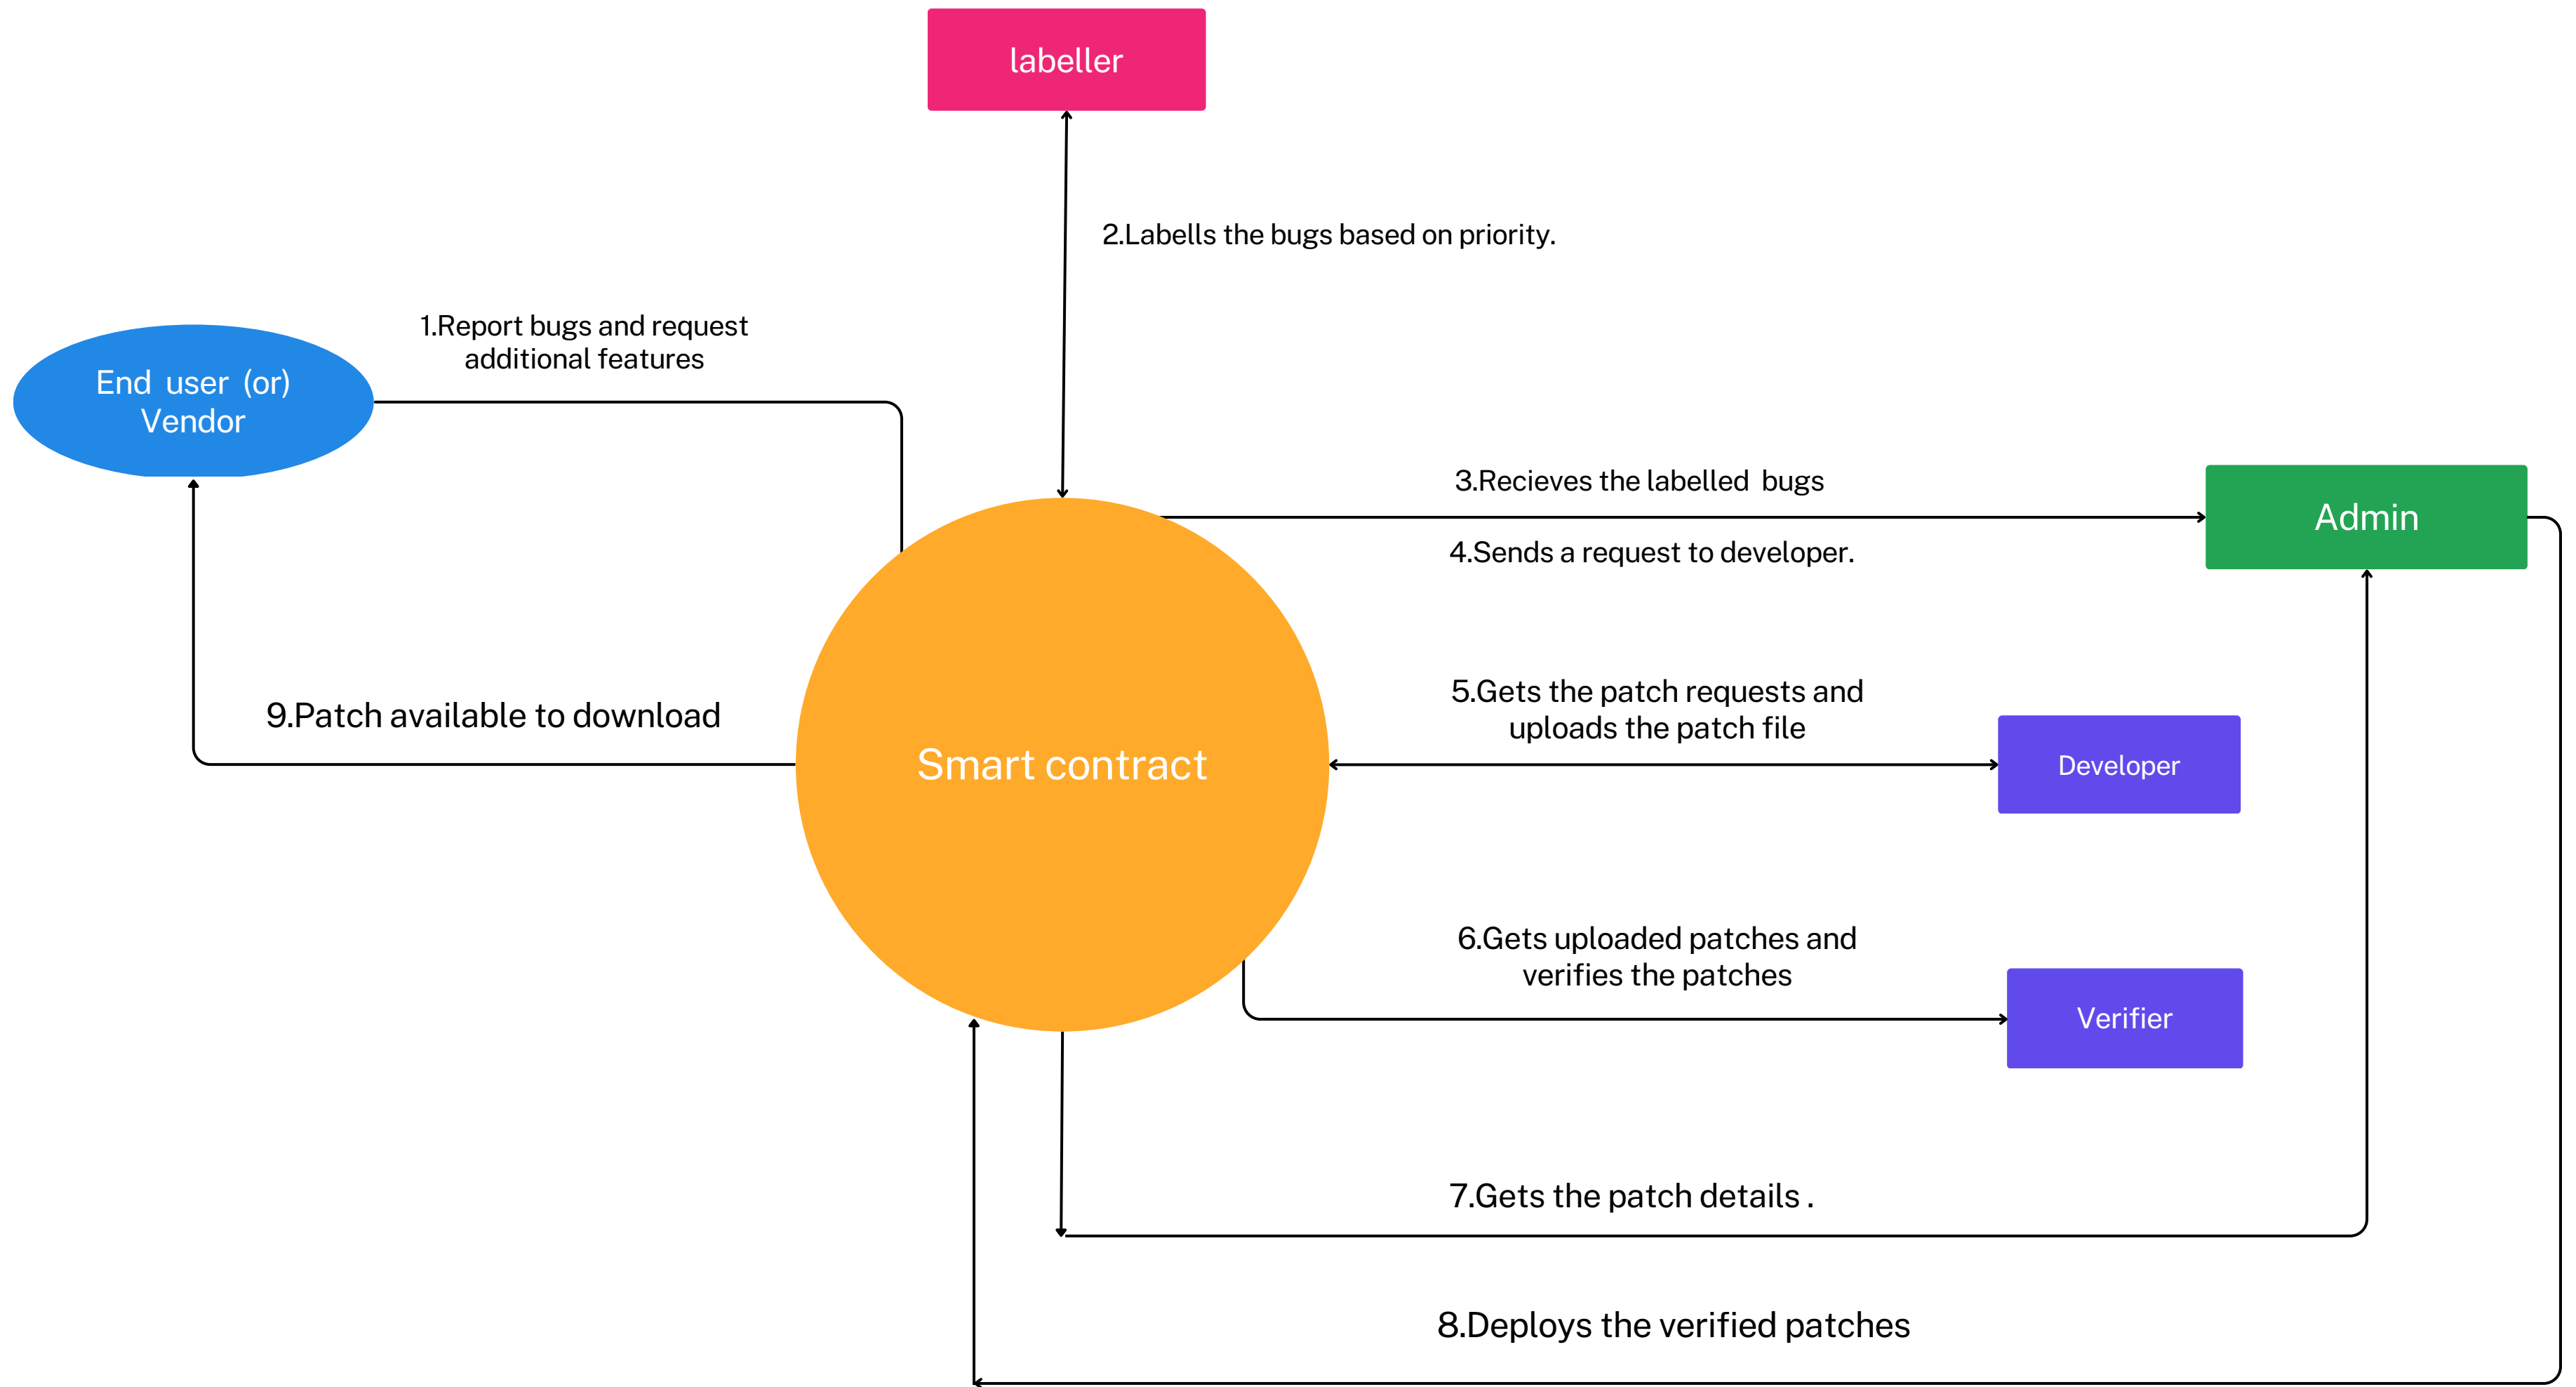 labeller
2.Labells the bugs based on priority.
1.Report bugs and request
additional features
End user (or)
Vendor
3.Recieves the labelled bugs
Admin
4.Sends a request to developer.
5.Gets the patch requests and
uploads the patch file
9.Patch available to download
Smart contract
Developer
6.Gets uploaded patches and
verifies the patches
Verifier
7.Gets the patch details .
8.Deploys the verified patches